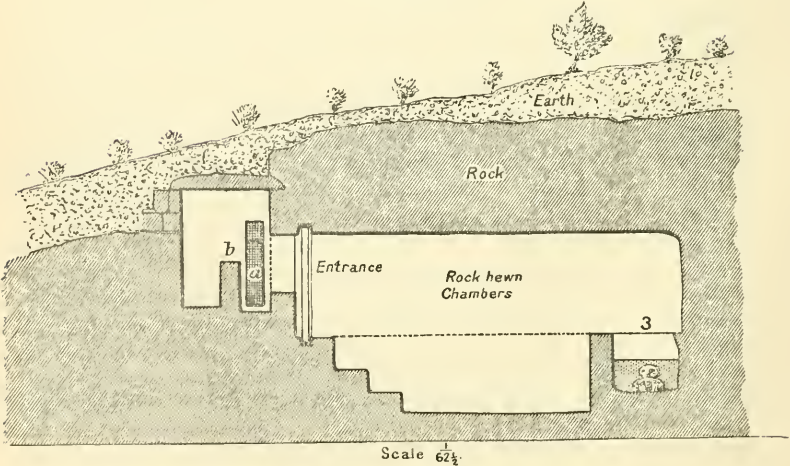 Earth
Rock
b
a
Entrance
Rock hewn
Chambers
3
Scale 1/62½.